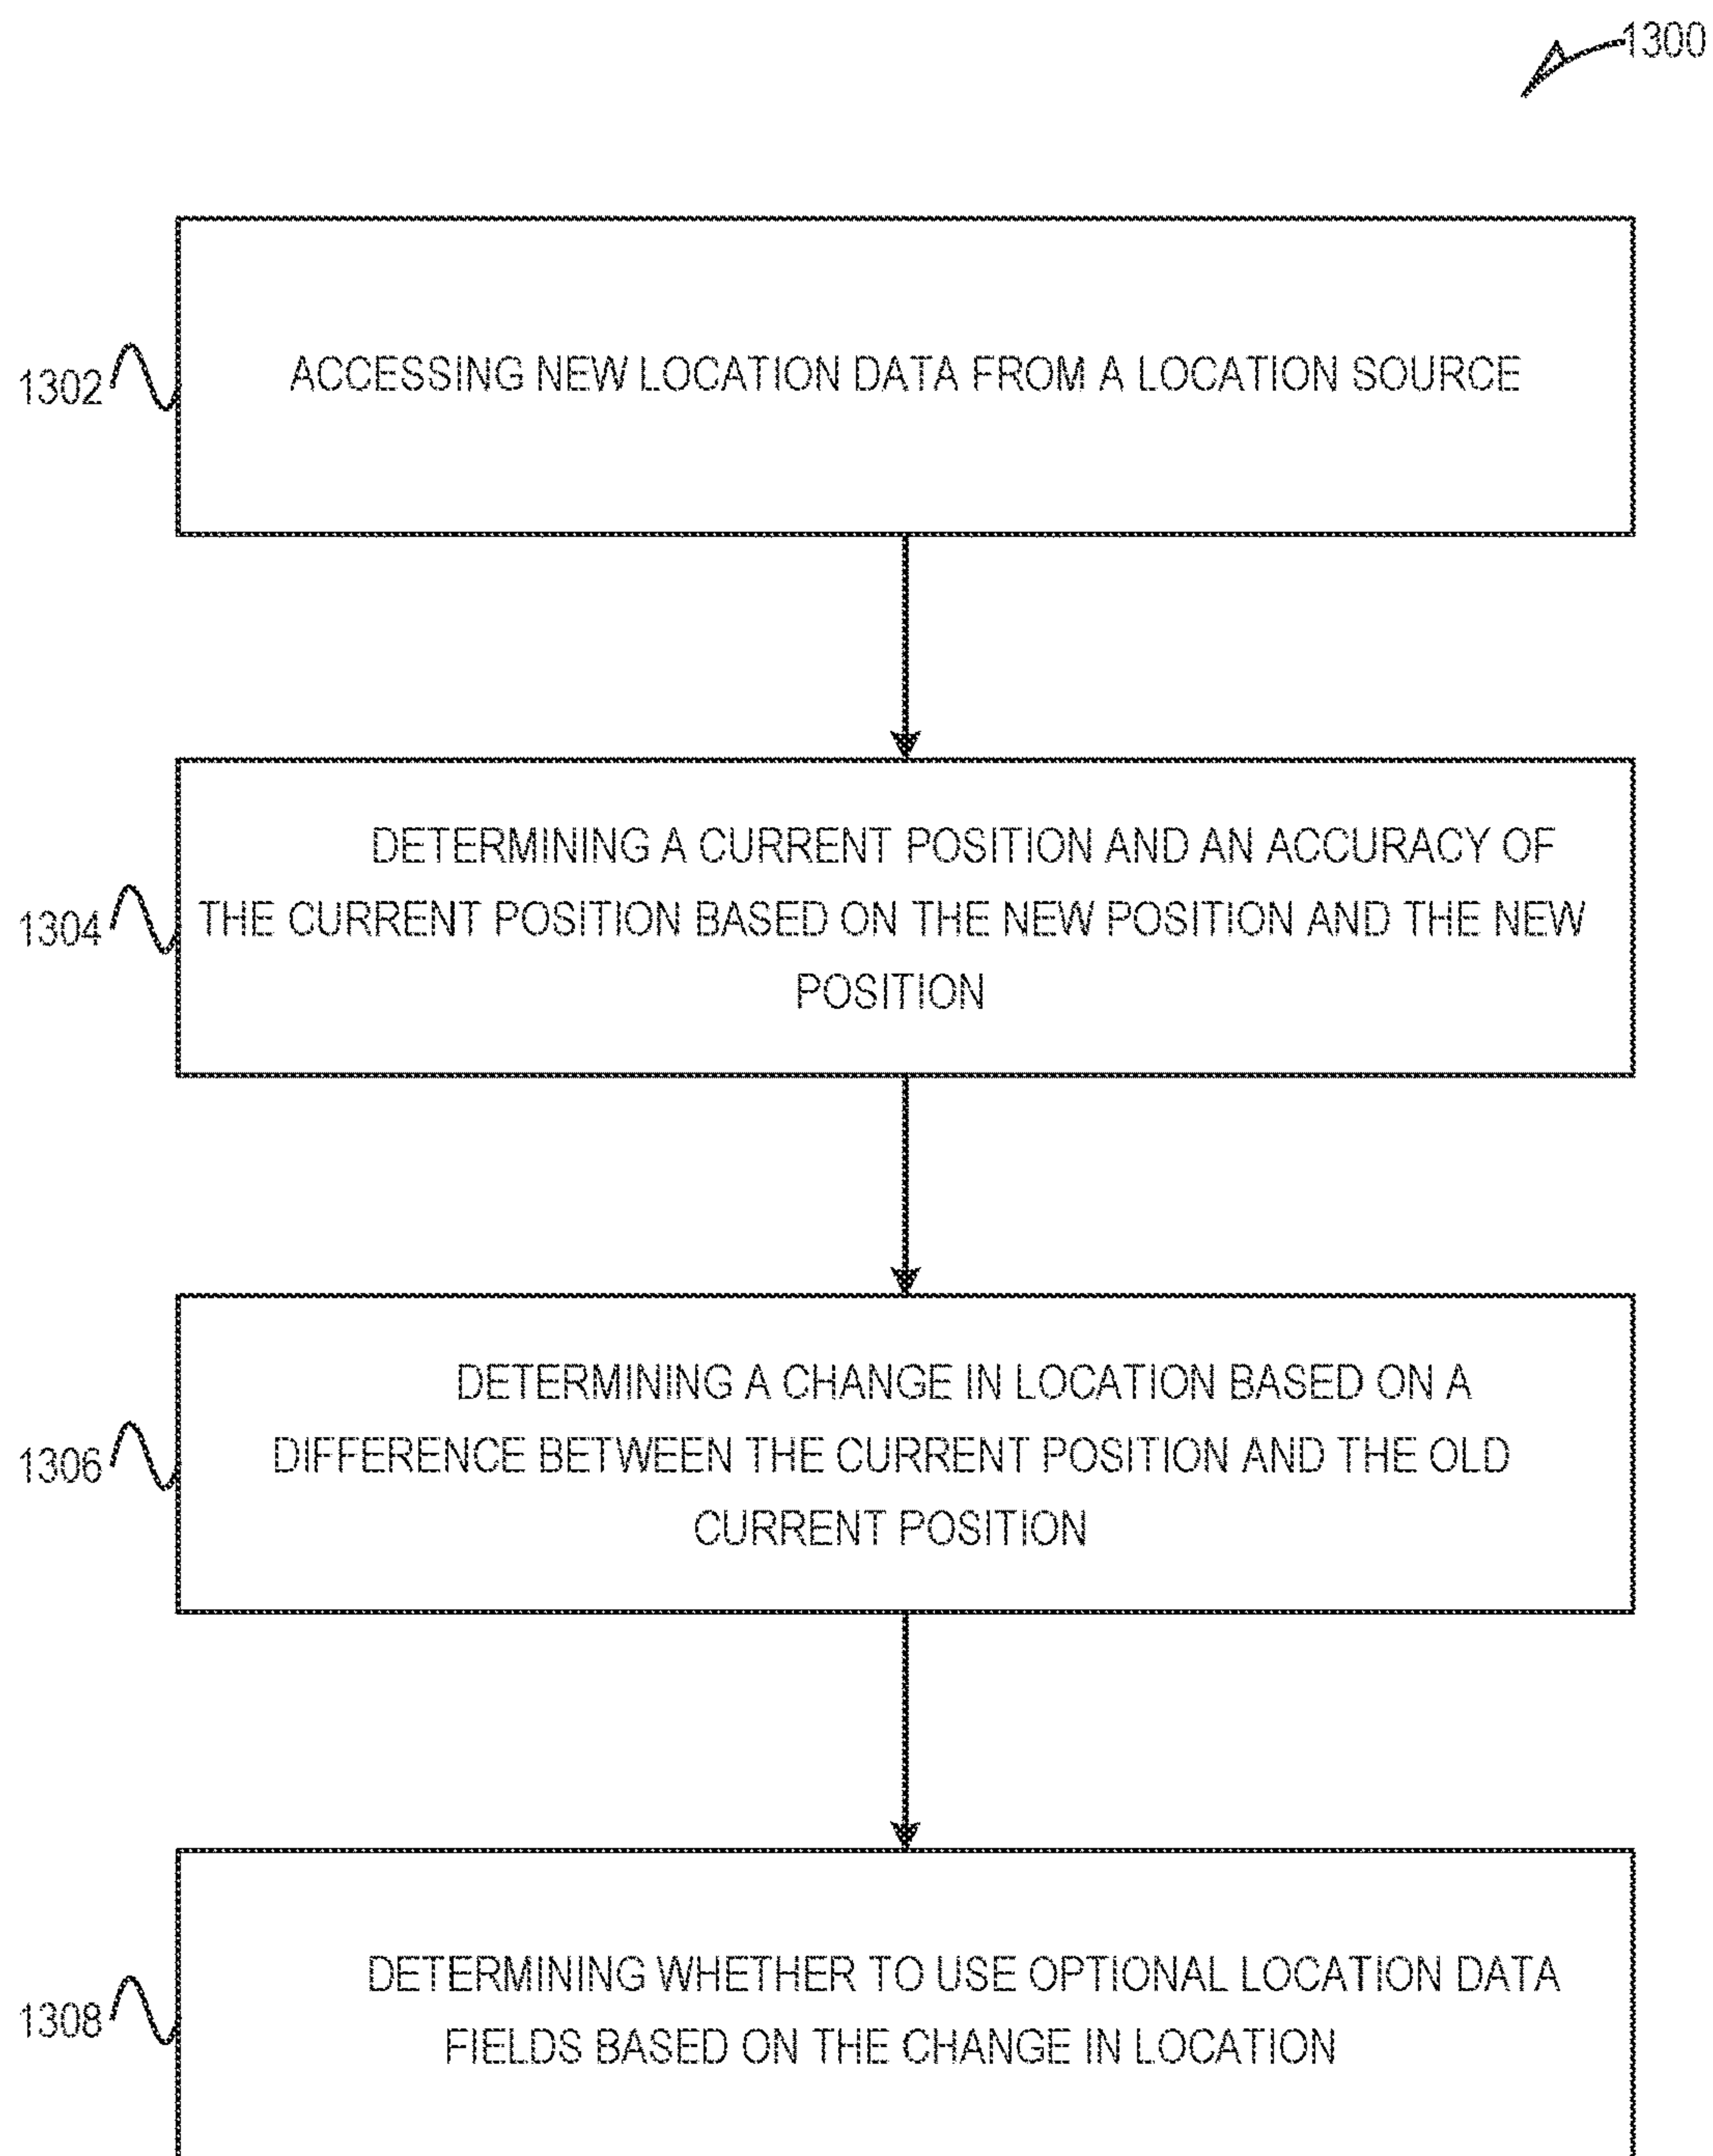 1300
1302
ACCESSING NEW LOCATION DATA FROM A LOCATION SOURCE
1304
DETERMINING A CURRENT POSITION AND AN ACCURACY OF
THE CURRENT POSITION BASED ON THE NEW POSITION AND THE NEW
POSITION
1306
DETERMINING A CHANGE IN LOCATION BASED ON A
DIFFERENCE BETWEEN THE CURRENT POSITION AND THE OLD
CURRENT POSITION
1308
DETERMINING WHETHER TO USE OPTIONAL LOCATION DATA
FIELDS BASED ON THE CHANGE IN LOCATION